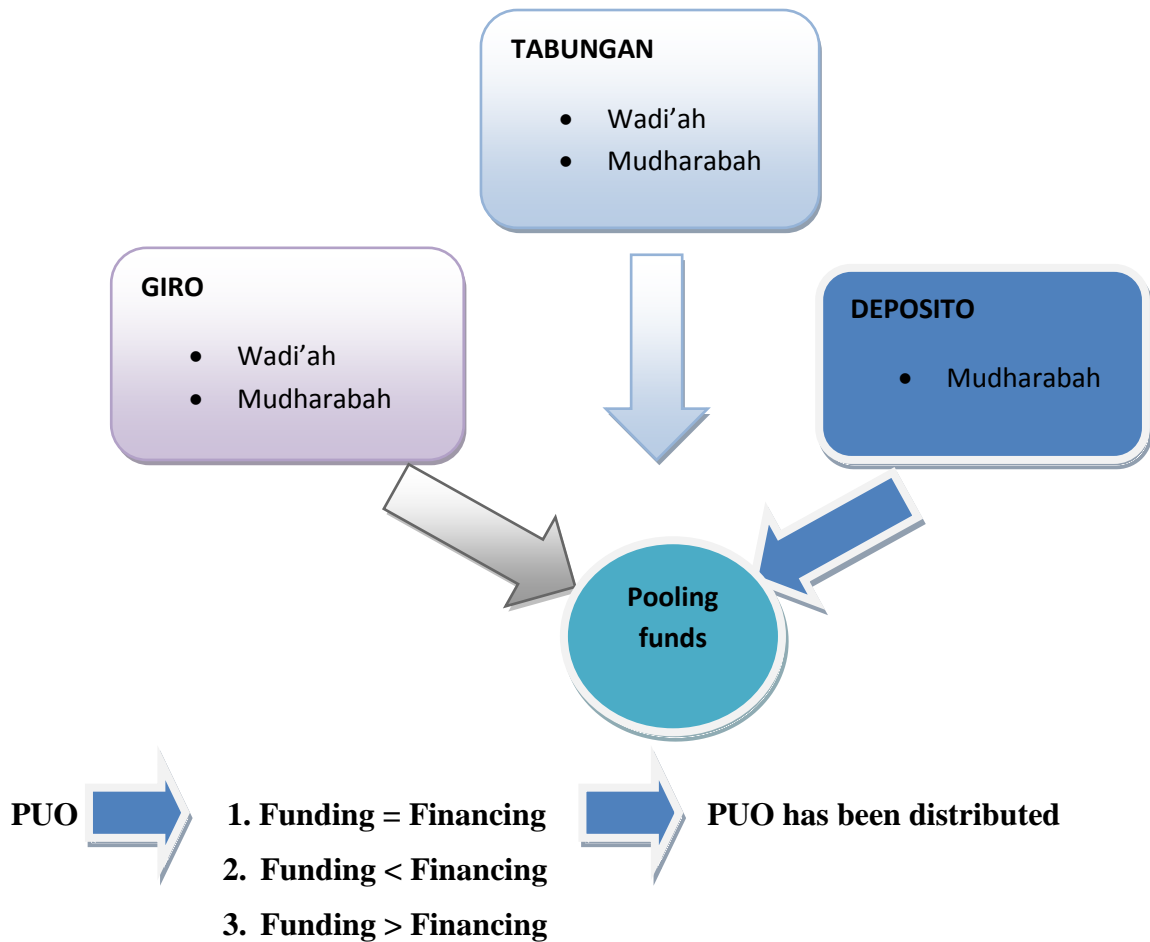 TABUNGAN
• Wadi’ah
• Mudharabah
GIRO
• Wadi’ah
• Mudharabah
DEPOSITO
• Mudharabah
Pooling
funds
PUO
1. Funding = Financing
2. Funding < Financing
3. Funding > Financing
PUO has been distributed